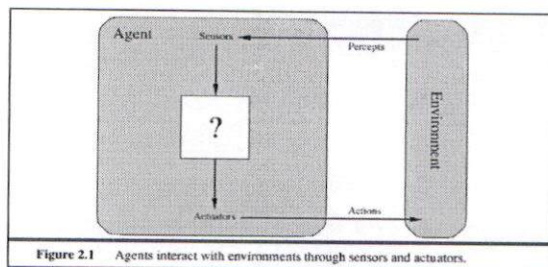 Agent
Sensors
Percepts
?
Environment
Actuators
Actions
Figure 2.1 Agents interact with environments through sensors and actuators.